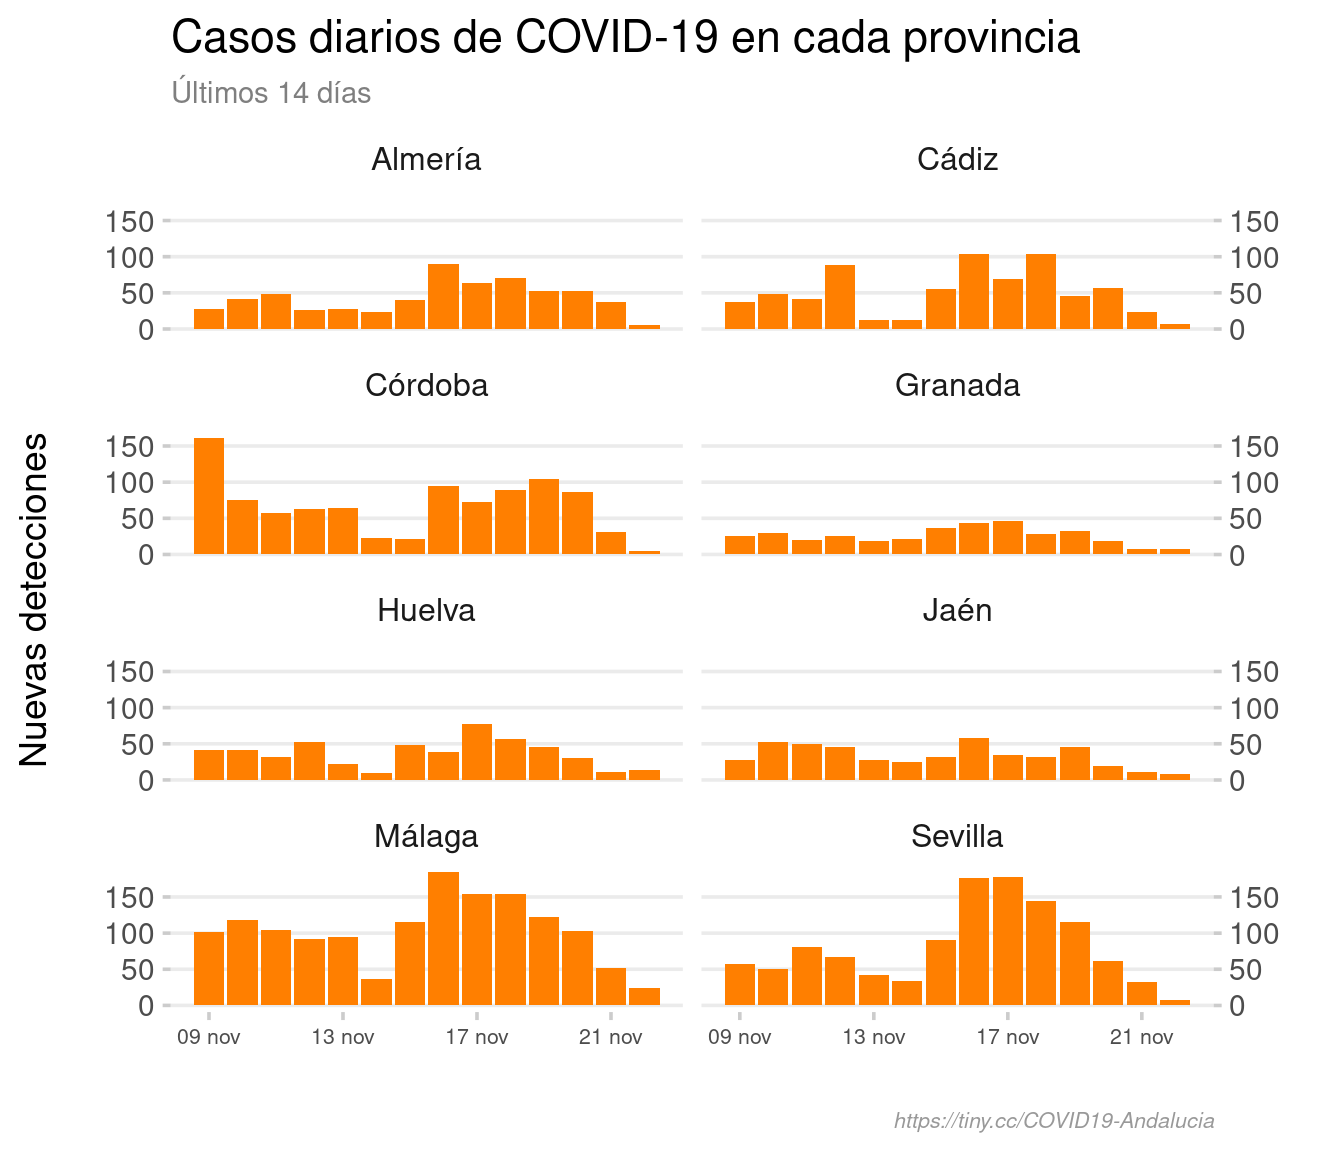 Casos diarios de COVID-19 en cada provincia
Últimos 14 días
Nuevas detecciones
Almería
Cádiz
150
100
50
0
150
100
50
0
Córdoba
Granada
150
100
50
0
150
100
50
0
Huelva
Jaén
150
100
50
0
150
100
50
0
Málaga
Sevilla
150
100
50
0
150
100
50
0
09 nov 13 nov 17 nov 21 nov
09 nov 13 nov 17 nov 21 nov
https://tiny.cc/COVID19-Andalucia